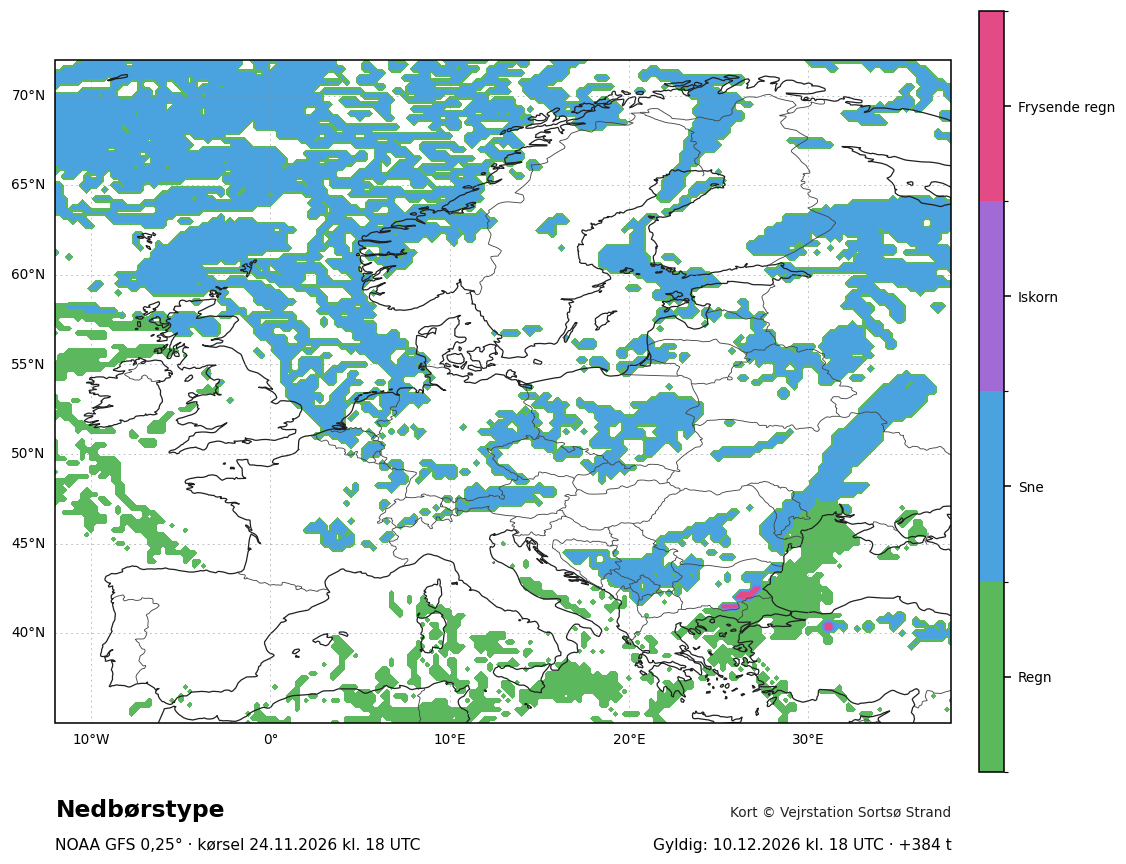 70°N
65°N
60°N
55°N
50°N
45°N
40°N
10°W
0°
10°E
20°E
30°E
Frysende regn
Iskorn
Sne
Regn
Nedbørstype
Kort © Vejrstation Sortsø Strand
NOAA GFS 0,25° · kørsel 24.11.2026 kl. 18 UTC
Gyldig: 10.12.2026 kl. 18 UTC · +384 t